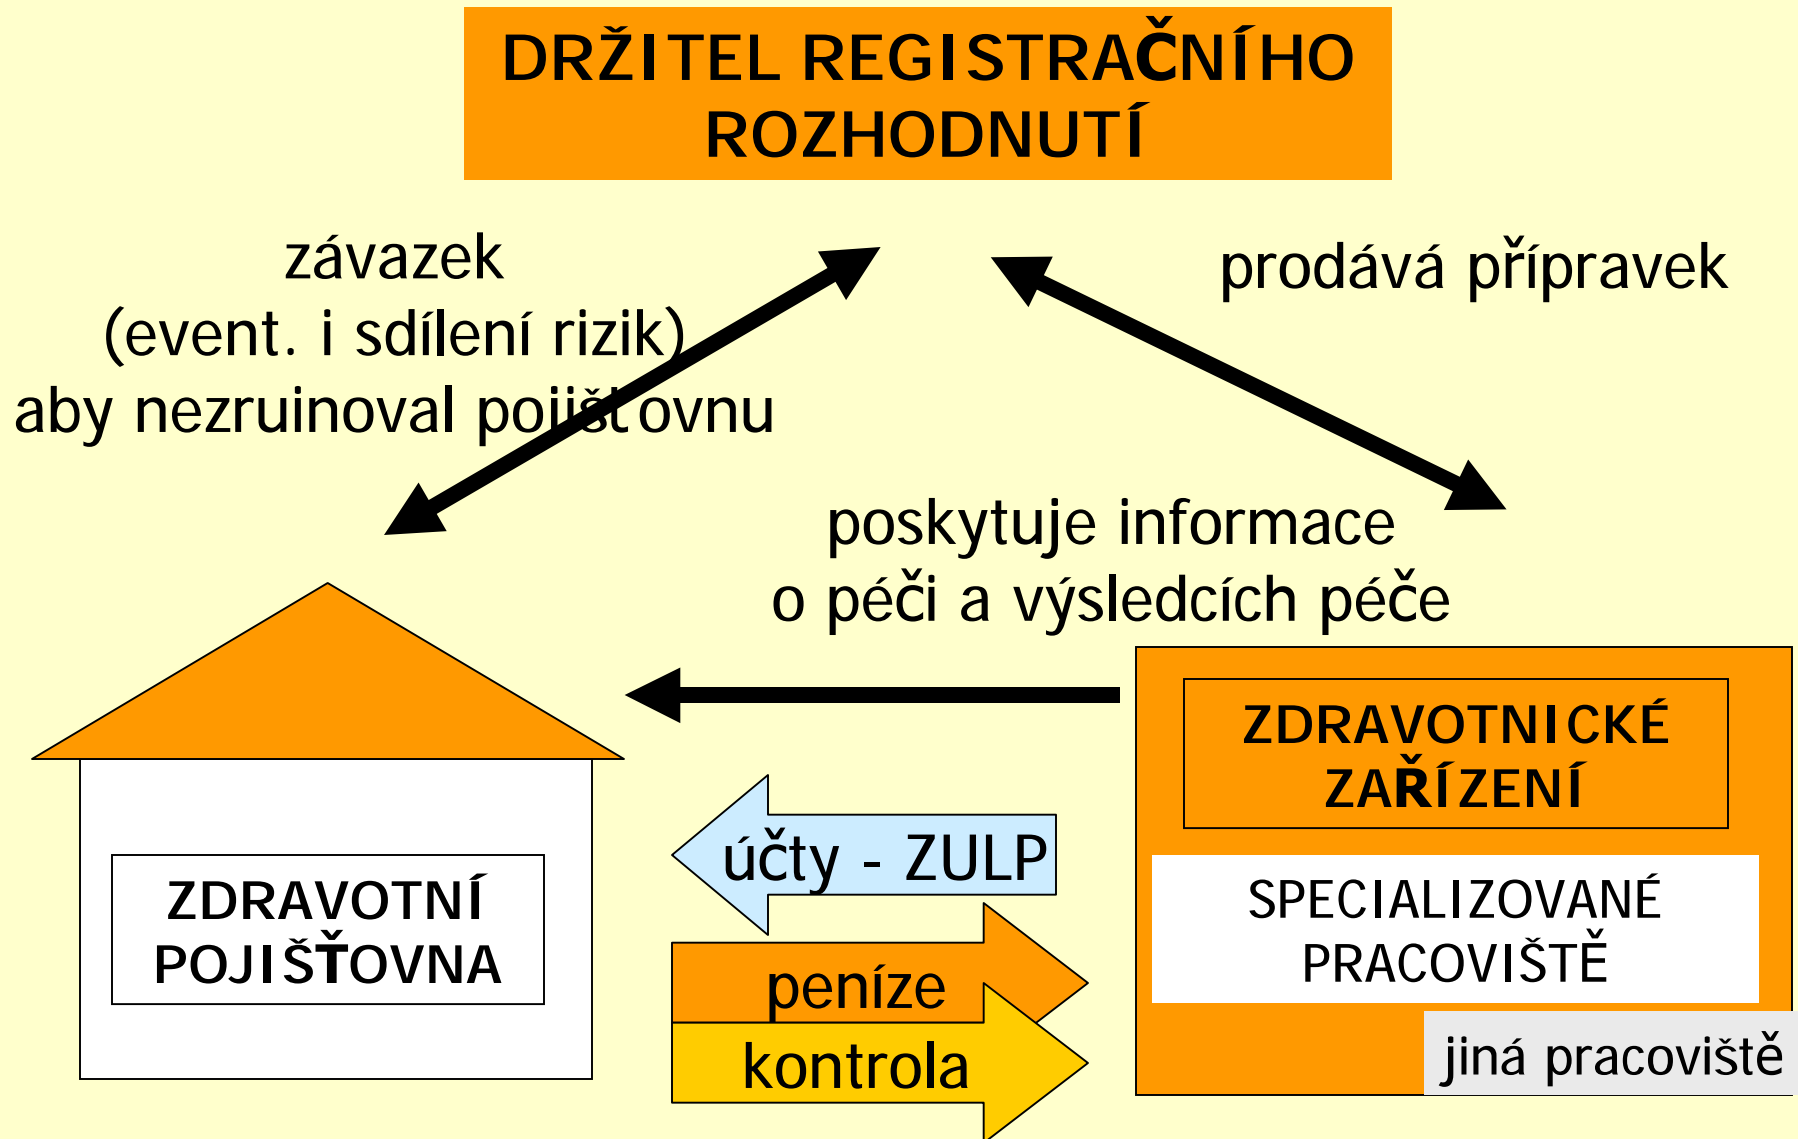 DRŽITEL REGISTRAČNÍHO
ROZHODNUTÍ
závazek
(event. i sdílení rizik)
aby nezruinoval pojišťovnu
prodává přípravek
poskytuje informace
o péči a výsledcích péče
ZDRAVOTNICKÉ
ZAŘÍZENÍ
účty - ZULP
ZDRAVOTNÍ
POJIŠŤOVNA
SPECIALIZOVANÉ
PRACOVIŠTĚ
peníze
kontrola
jiná pracoviště